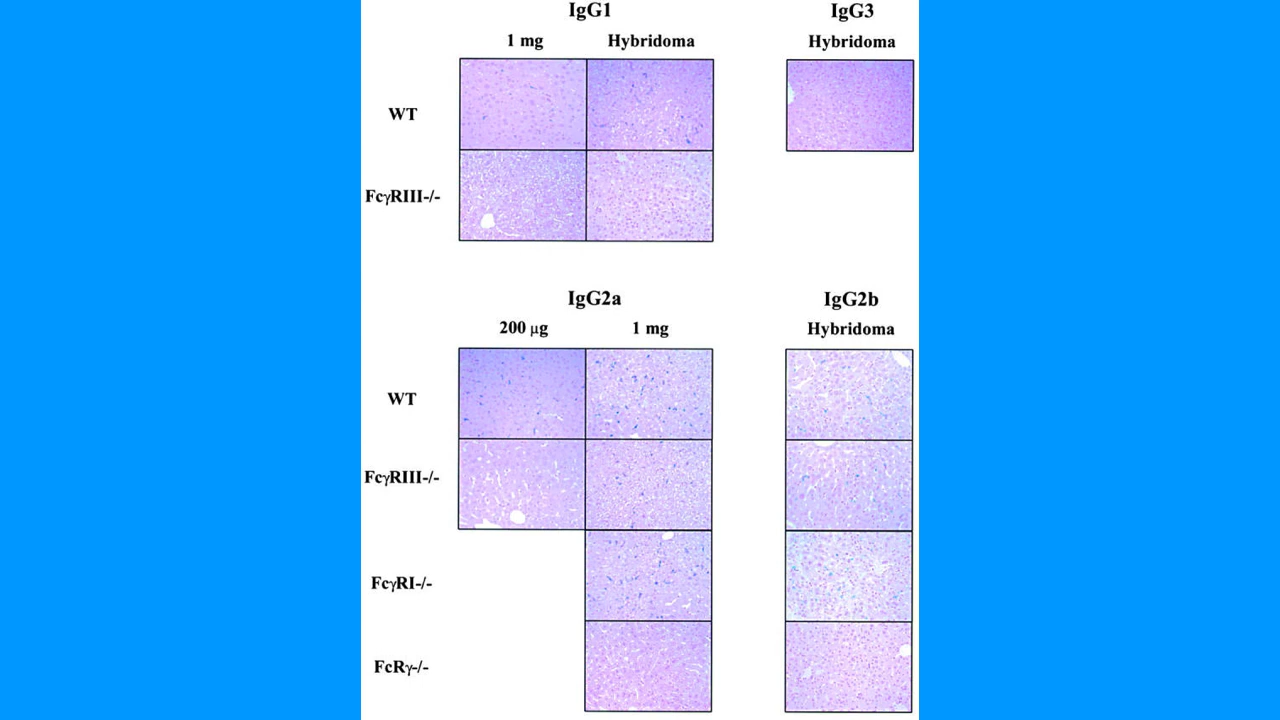 IgG1 IgG3
1 mg Hybridoma Hybridoma
WT
FcγRIII-/-
IgG2a IgG2b
200 μg 1 mg Hybridoma
WT
FcγRIII-/-
FcγRI-/-
FcRγ-/-